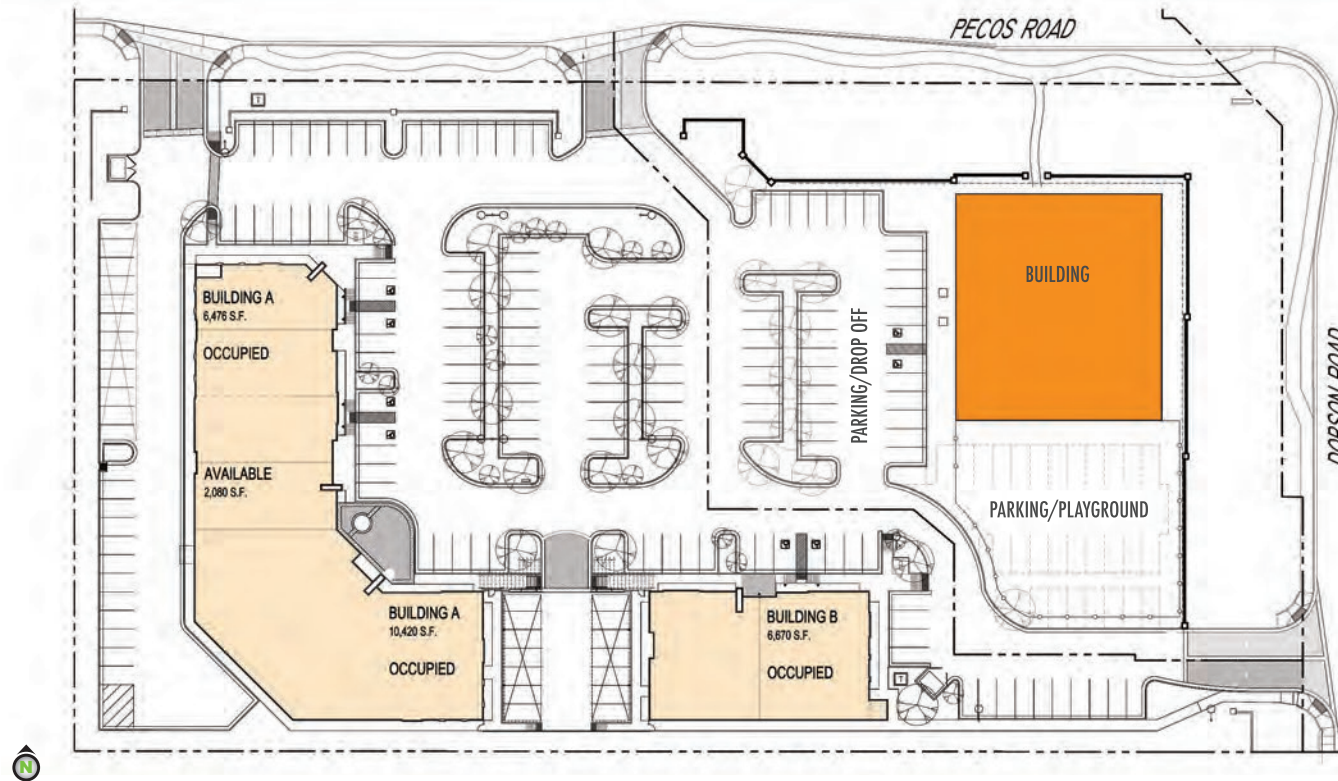 PECOS ROAD
T
BUILDING
BUILDING A
6,476 S.F.
OCCUPIED
PARKING/DROP OFF
DOBSON ROAD
AVAILABLE
2,080 S.F.
PARKING/PLAYGROUND
BUILDING A
10,420 S.F.
OCCUPIED
BUILDING B
6,670 S.F.
OCCUPIED
T
N